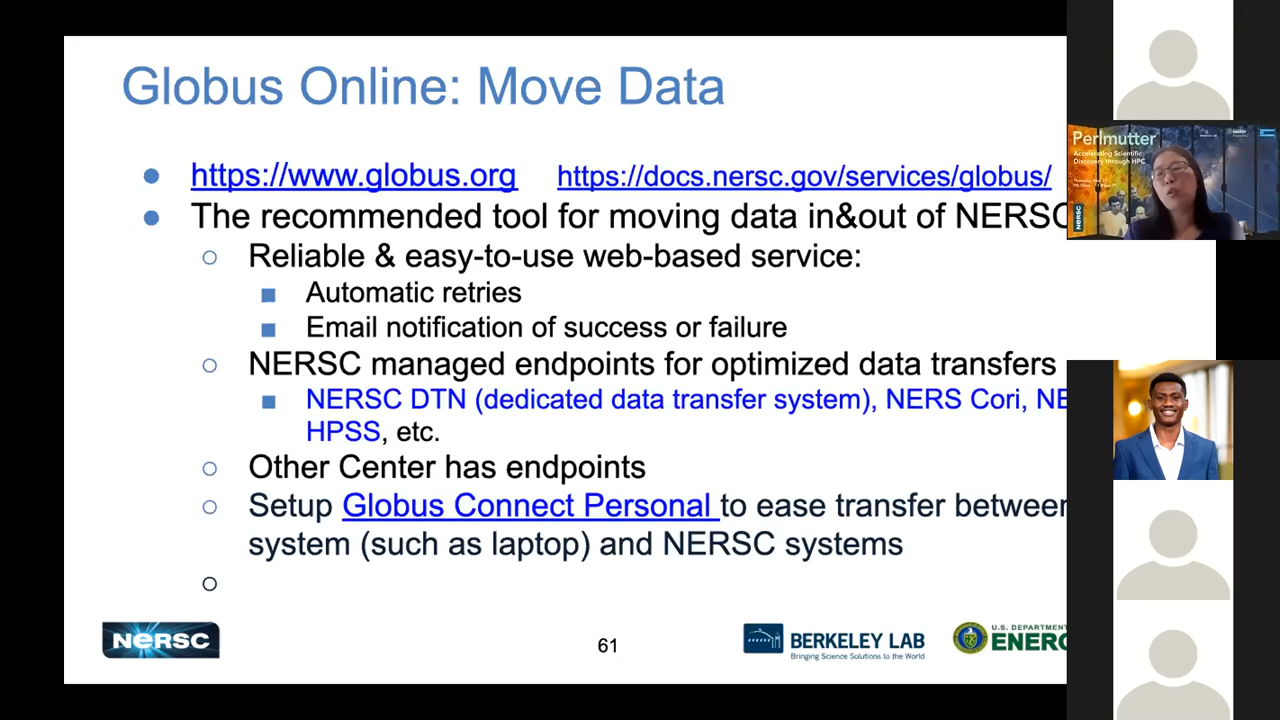 Globus Online: Move Data
https://www.globus.org https://docs.nersc.gov/services/globus/
The recommended tool for moving data in&out of NERSC
Reliable & easy-to-use web-based service:
Automatic retries
Email notification of success or failure
NERSC managed endpoints for optimized data transfers
NERSC DTN (dedicated data transfer system), NERS Cori, NE
HPSS, etc.
Other Center has endpoints
Setup Globus Connect Personal to ease transfer between
system (such as laptop) and NERSC systems
NERSC
61
BERKELEY LAB
Bringing Science Solutions to the World
U.S. DEPARTMENT
ENERG
Perlmutter
Accelerating Scientific
Discovery through HPC
NERSC